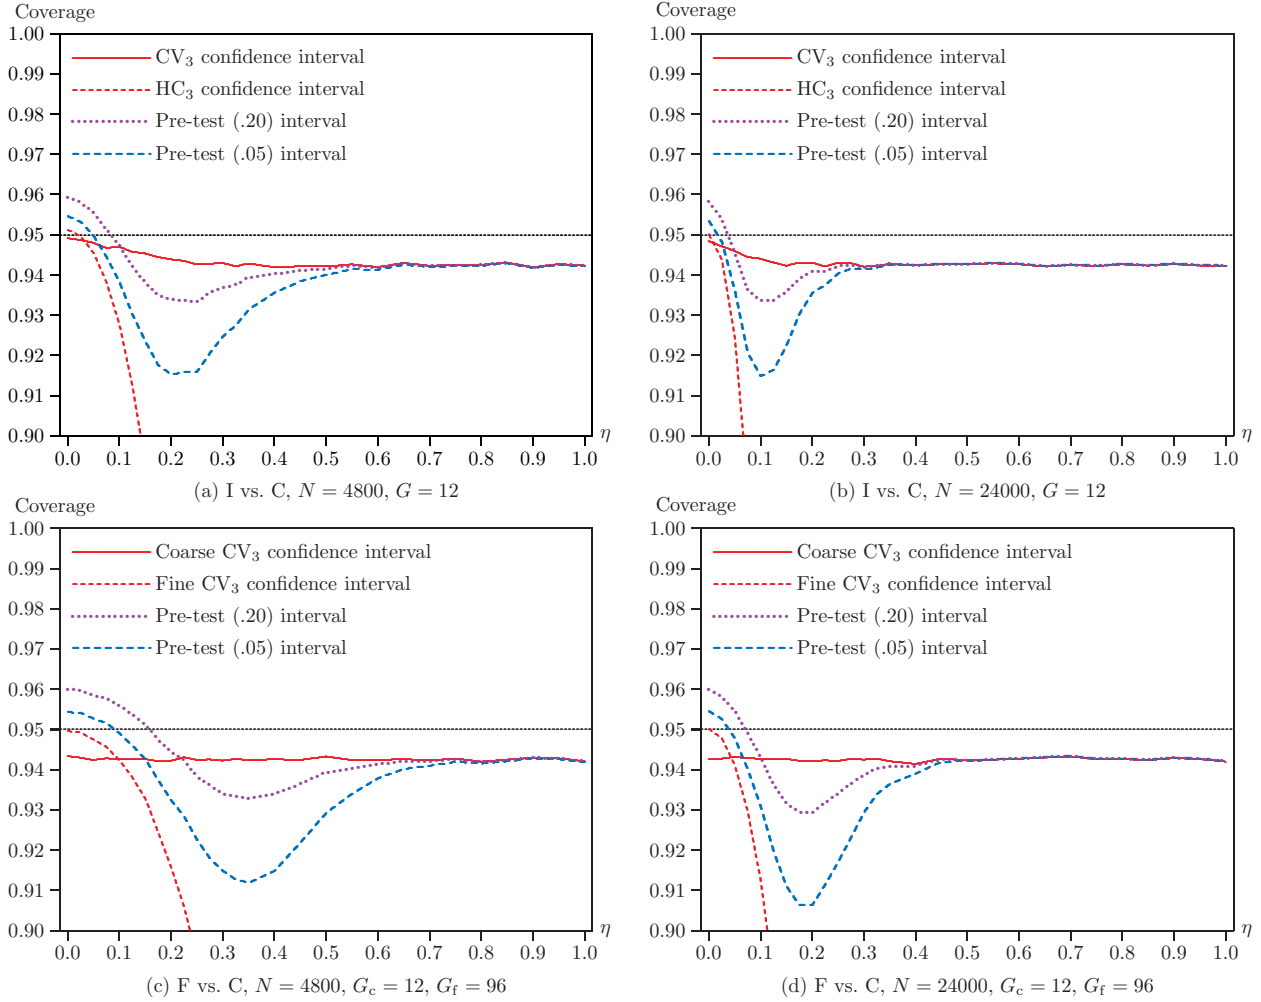 Coverage
1.00
0.99
0.98
0.97
0.96
0.95
0.94
0.93
0.92
0.91
0.90
CV₃ confidence interval
HC₃ confidence interval
Pre-test (.20) interval
Pre-test (.05) interval
0.0 0.1 0.2 0.3 0.4 0.5 0.6 0.7 0.8 0.9 1.0
η
(a) I vs. C, N = 4800, G = 12
Coverage
1.00
0.99
0.98
0.97
0.96
0.95
0.94
0.93
0.92
0.91
0.90
CV₃ confidence interval
HC₃ confidence interval
Pre-test (.20) interval
Pre-test (.05) interval
0.0 0.1 0.2 0.3 0.4 0.5 0.6 0.7 0.8 0.9 1.0
η
(b) I vs. C, N = 24000, G = 12
Coverage
1.00
0.99
0.98
0.97
0.96
0.95
0.94
0.93
0.92
0.91
0.90
Coarse CV₃ confidence interval
Fine CV₃ confidence interval
Pre-test (.20) interval
Pre-test (.05) interval
0.0 0.1 0.2 0.3 0.4 0.5 0.6 0.7 0.8 0.9 1.0
η
(c) F vs. C, N = 4800, G_c = 12, G_f = 96
Coverage
1.00
0.99
0.98
0.97
0.96
0.95
0.94
0.93
0.92
0.91
0.90
Coarse CV₃ confidence interval
Fine CV₃ confidence interval
Pre-test (.20) interval
Pre-test (.05) interval
0.0 0.1 0.2 0.3 0.4 0.5 0.6 0.7 0.8 0.9 1.0
η
(d) F vs. C, N = 24000, G_c = 12, G_f = 96